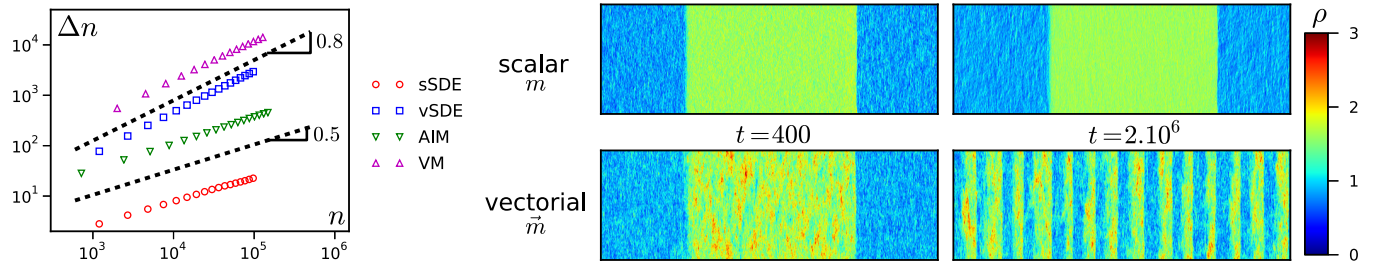 Δn
10⁴
10³
10²
10¹
0.8
0.5
n
10³
10⁴
10⁵
10⁶
sSDE
vSDE
AIM
VM
scalar
m
t=400
t=2.10⁶
vectorial
m⃗
ρ
3
2
1
0